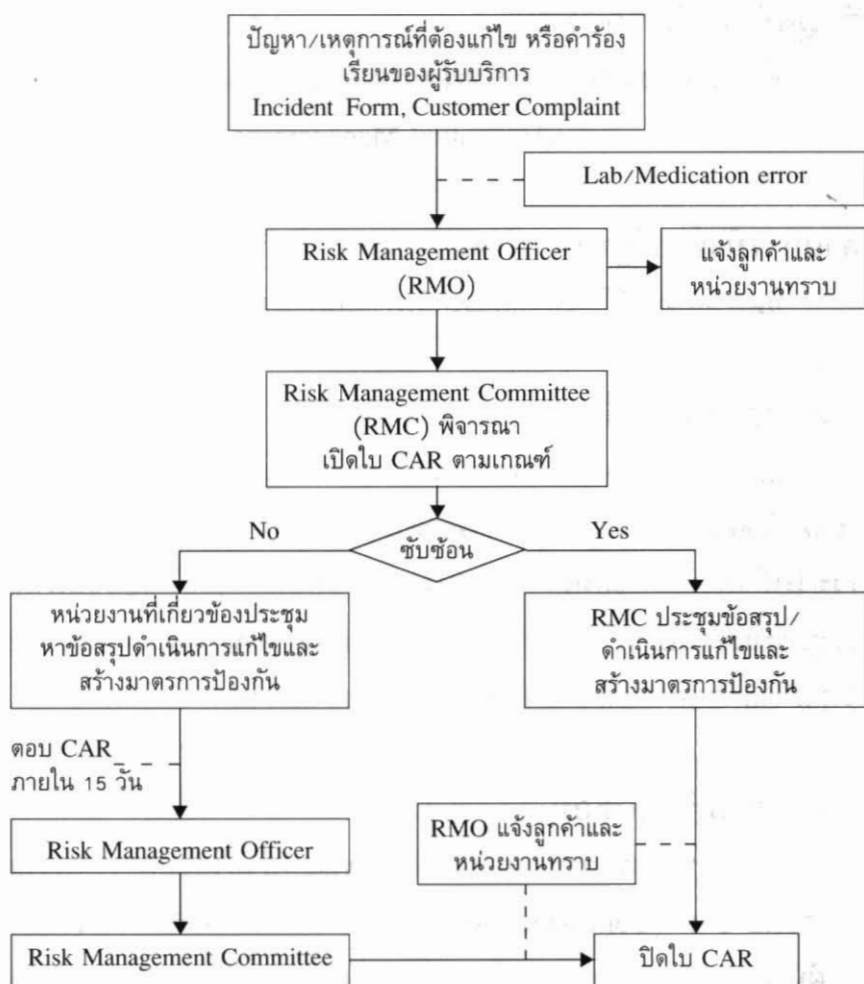 ปัญหา/เหตุการณ์ที่ต้องแก้ไข หรือคำร้อง
เรียนของผู้รับบริการ
Incident Form, Customer Complaint
Lab/Medication error
Risk Management Officer
(RMO)
แจ้งลูกค้าและ
หน่วยงานทราบ
Risk Management Committee
(RMC) พิจารณา
เปิดใบ CAR ตามเกณฑ์
No
ซับซ้อน
Yes
หน่วยงานที่เกี่ยวข้องประชุม
หาข้อสรุปดำเนินการแก้ไขและ
สร้างมาตรการป้องกัน
RMC ประชุมข้อสรุป/
ดำเนินการแก้ไขและ
สร้างมาตรการป้องกัน
ตอบ CAR
ภายใน 15 วัน
Risk Management Officer
RMO แจ้งลูกค้าและ
หน่วยงานทราบ
Risk Management Committee
ปิดใบ CAR